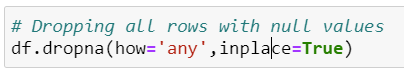 # Dropping all rows with null values
df.dropna(how='any',inplace=True)